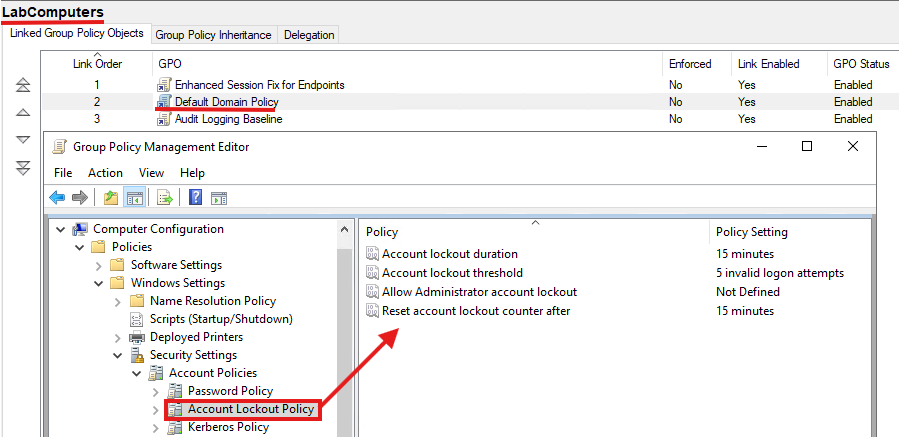 LabComputers
Linked Group Policy Objects Group Policy Inheritance Delegation
Link Order GPO Enforced Link Enabled GPO Status
1 Enhanced Session Fix for Endpoints No Yes Enabled
2 Default Domain Policy No Yes Enabled
3 Audit Logging Baseline No Yes Enabled
Group Policy Management Editor
File Action View Help
Computer Configuration
Policies
Software Settings
Windows Settings
Name Resolution Policy
Scripts (Startup/Shutdown)
Deployed Printers
Security Settings
Account Policies
Password Policy
Account Lockout Policy
Kerberos Policy
Policy Policy Setting
Account lockout duration 15 minutes
Account lockout threshold 5 invalid logon attempts
Allow Administrator account lockout Not Defined
Reset account lockout counter after 15 minutes